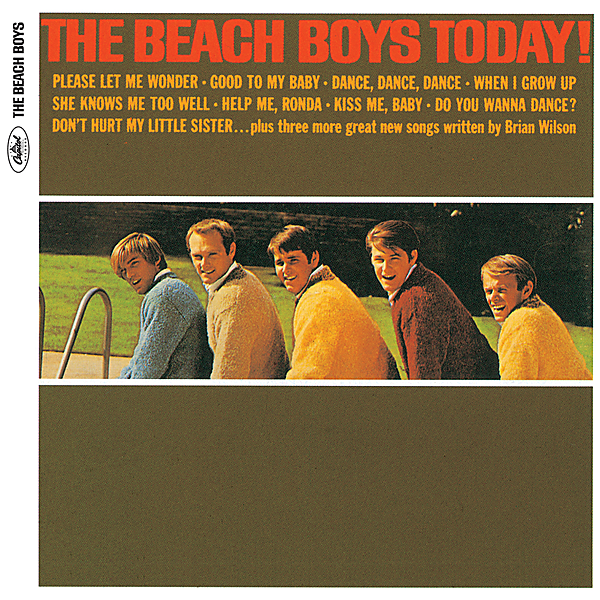 THE BEACH BOYS TODAY!
PLEASE LET ME WONDER • GOOD TO MY BABY • DANCE, DANCE, DANCE • WHEN I GROW UP
SHE KNOWS ME TOO WELL • HELP ME, RONDA • KISS ME, BABY • DO YOU WANNA DANCE?
DON'T HURT MY LITTLE SISTER...plus three more great new songs written by Brian Wilson
THE BEACH BOYS
Capitol